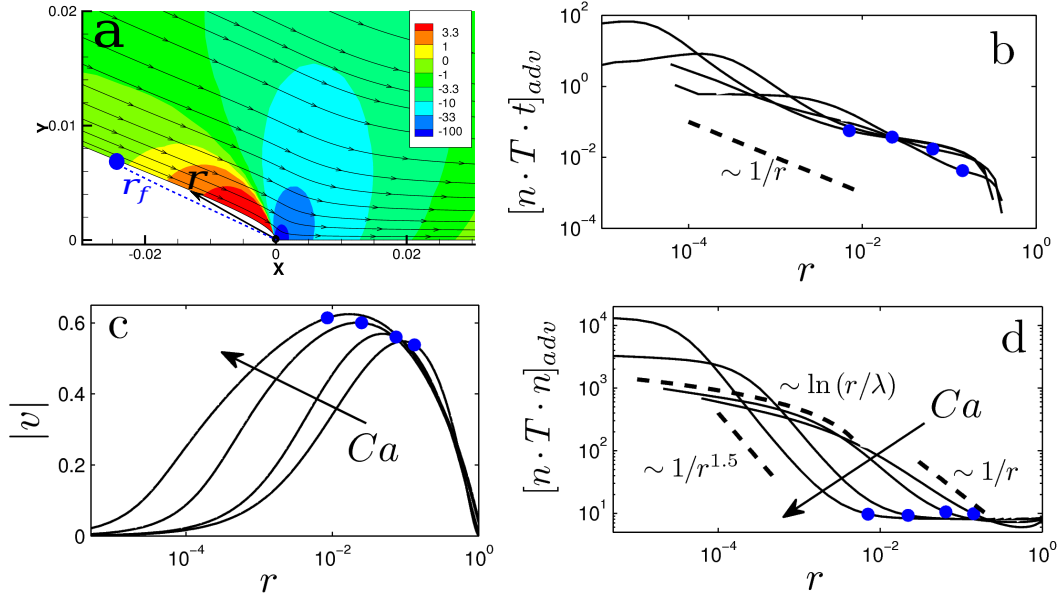 a
0.02
0.01
0
Y
-0.02
0
0.02
X
3.3
1
0
-1
-3.3
-10
-33
-100
r
r_f
b
10^2
10^0
10^−2
10^−4
[n · T · t]_adv
∼ 1/r
10^−4
10^−2
10^0
r
c
0.6
0.4
0.2
0
|v|
Ca
10^−4
10^−2
10^0
r
d
10^4
10^3
10^2
10^1
[n · T · n]_adv
∼ ln (r/λ)
Ca
∼ 1/r^1.5
∼ 1/r
10^−4
10^−2
10^0
r